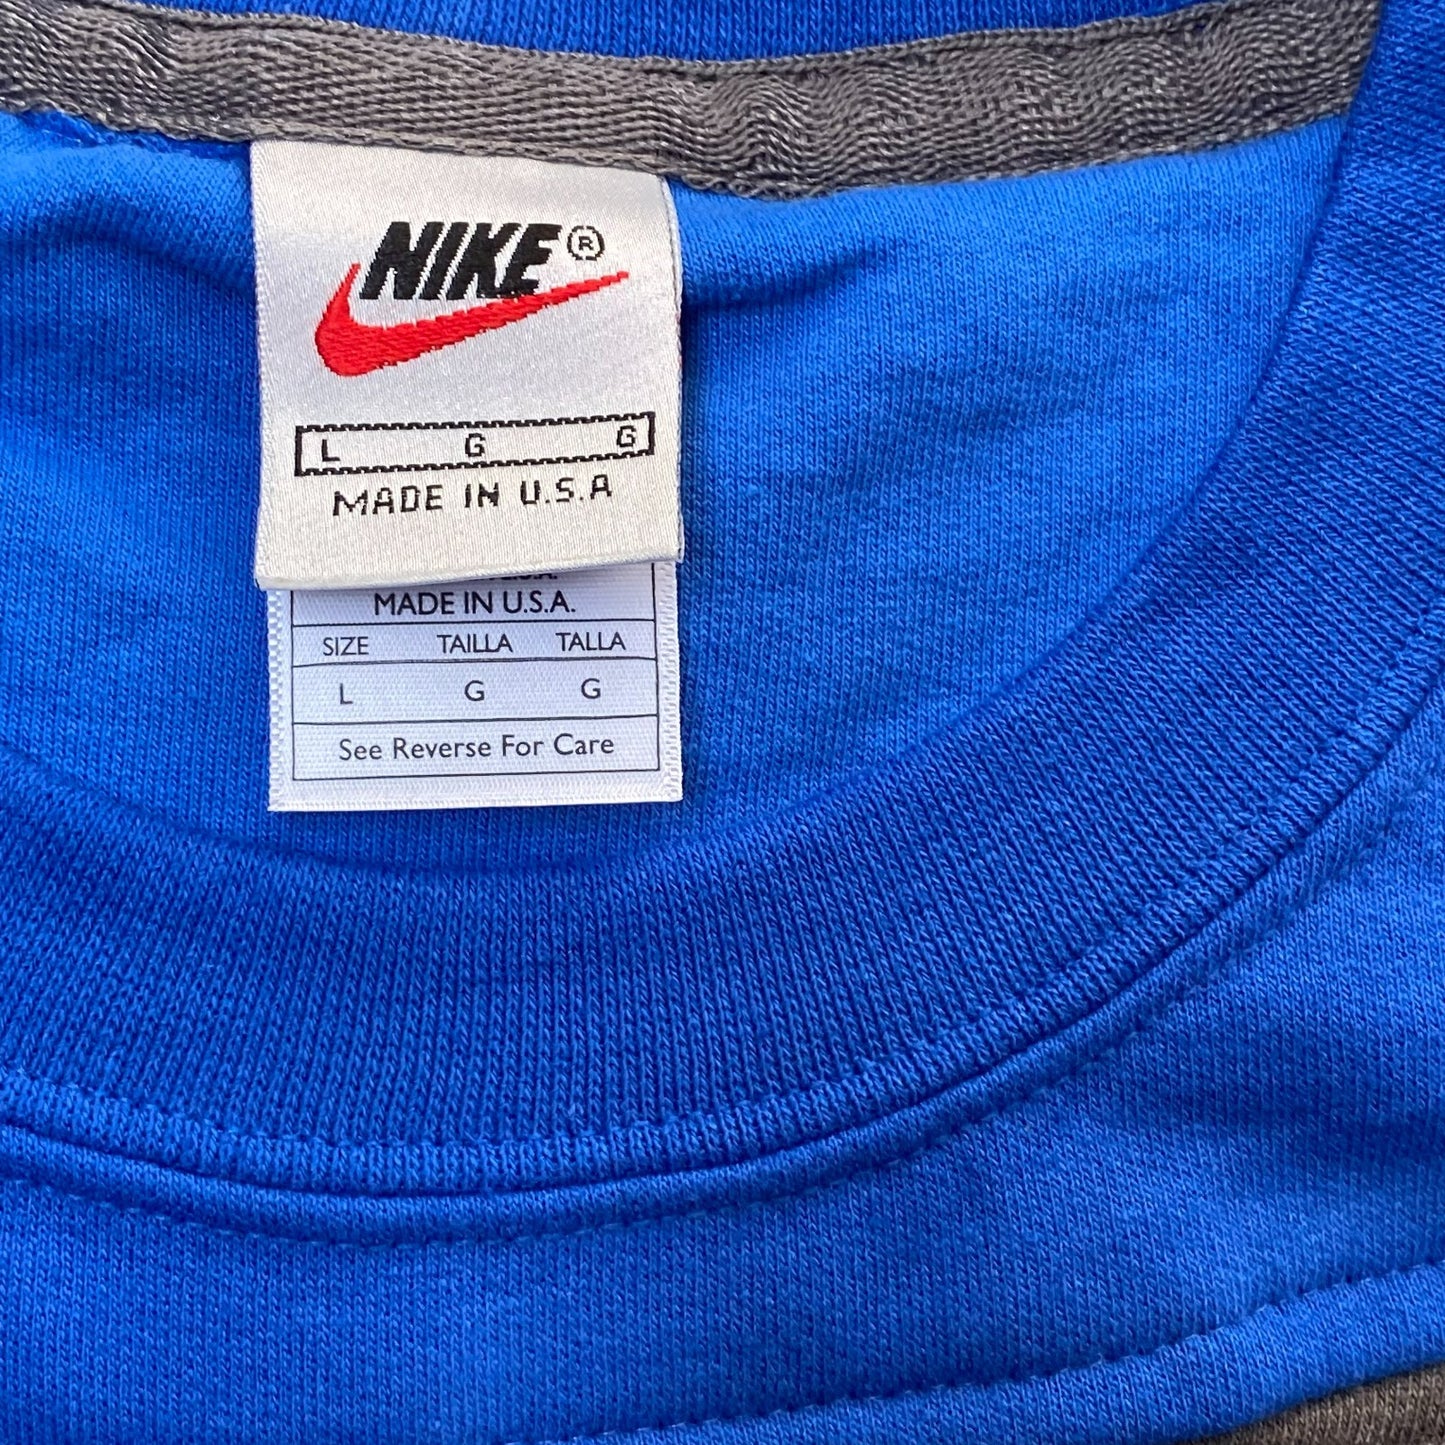 NIKE®
L G G
MADE IN U.S.A
MADE IN U.S.A.
SIZE TAILLA TALLA
L G G
See Reverse For Care